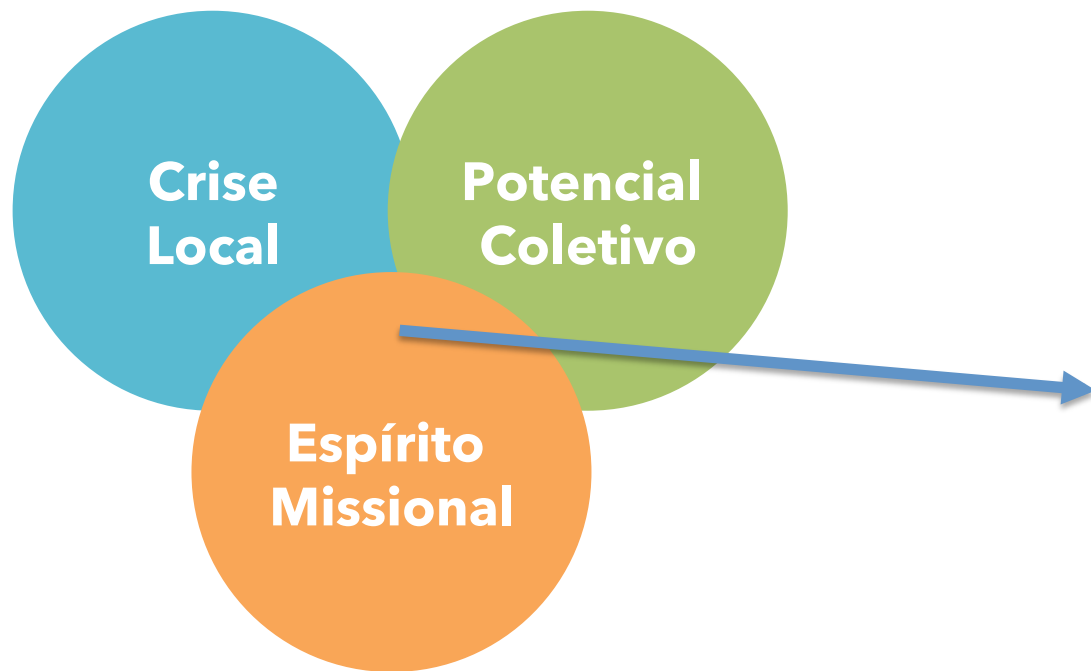 Crise
Local
Potencial
Coletivo
Espírito
Missional